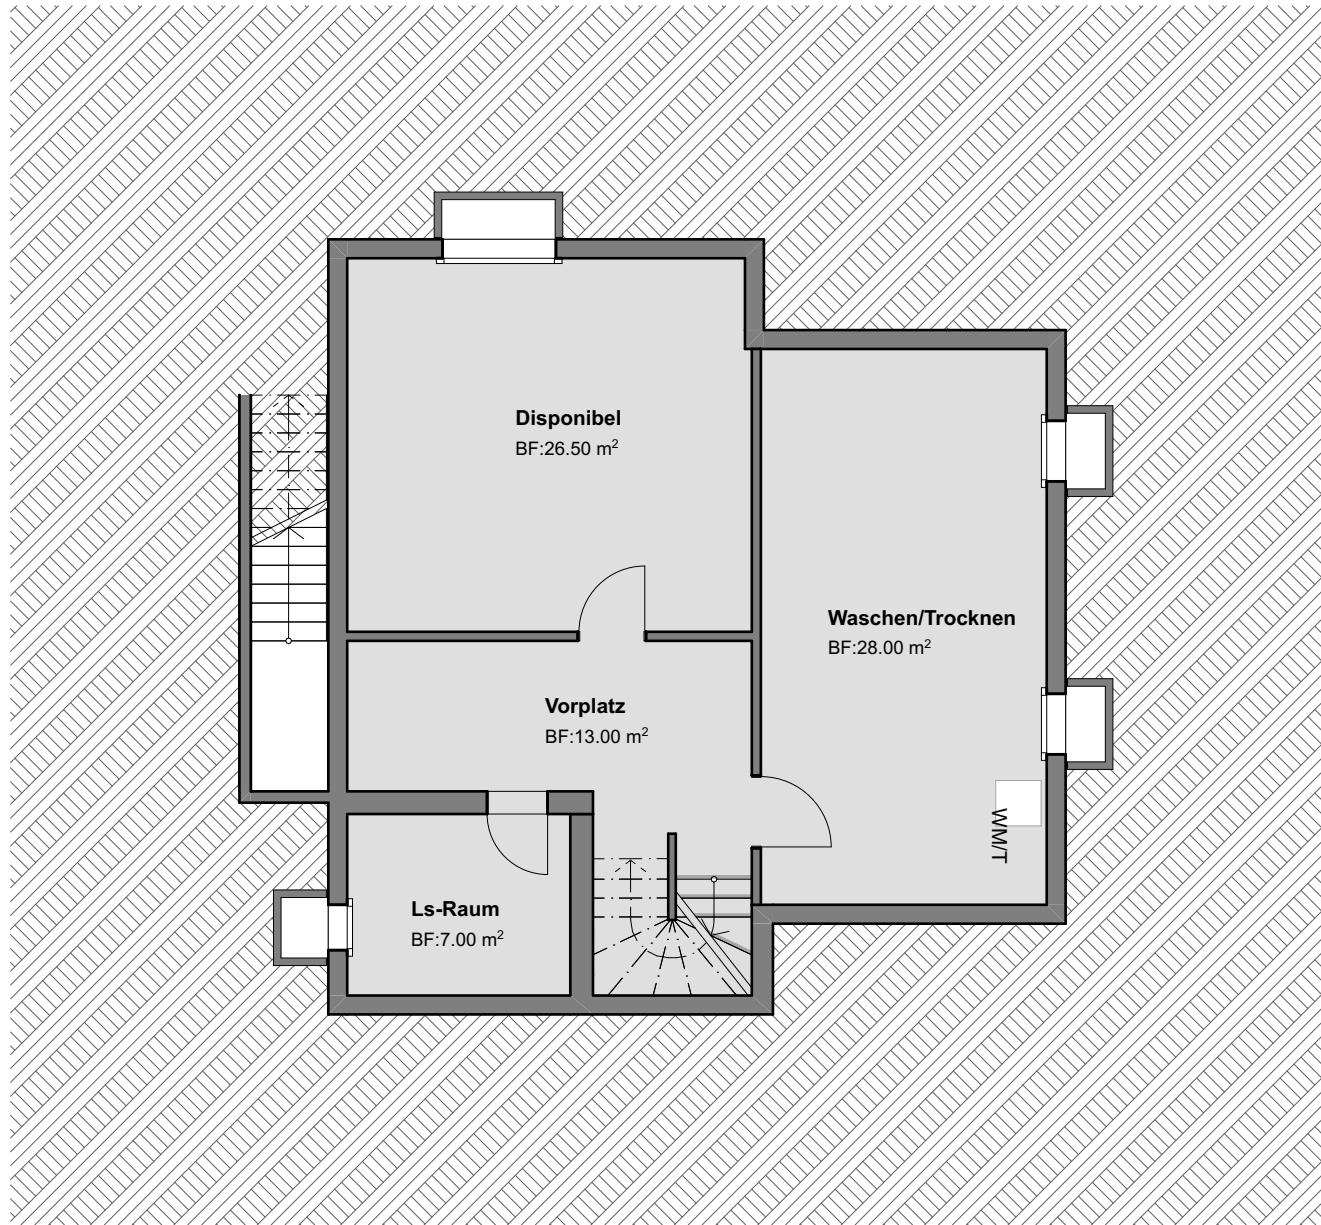 Disponibel
BF:26.50 m²
Waschen/Trocknen
BF:28.00 m²
Vorplatz
BF:13.00 m²
WM/T
Ls-Raum
BF:7.00 m²